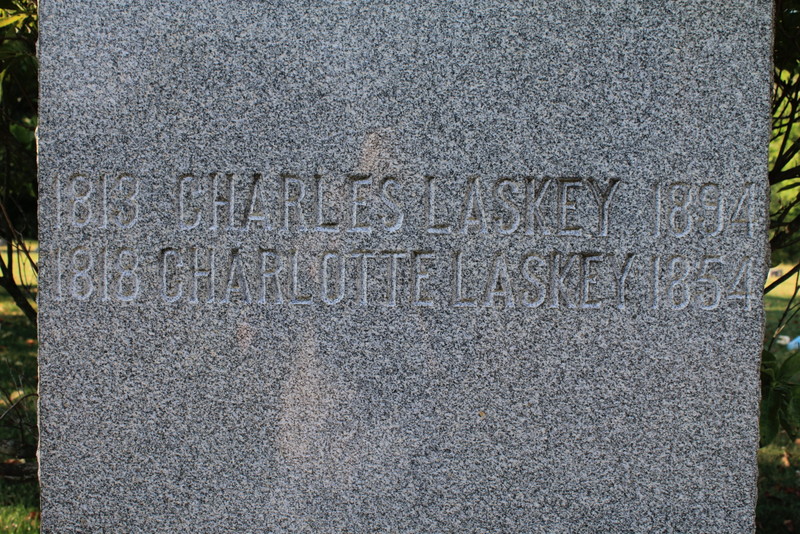 1813 CHARLES LASKEY 1894
1818 CHARLOTTE LASKEY 1854